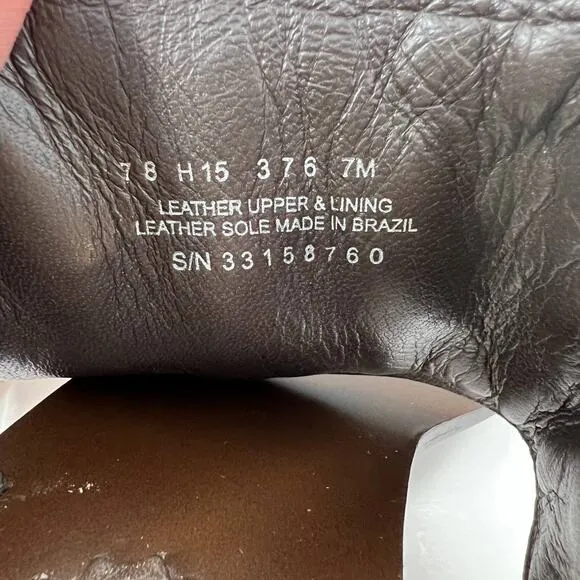 78 H15 376 7M
LEATHER UPPER & LINING
LEATHER SOLE MADE IN BRAZIL
S/N 33158760